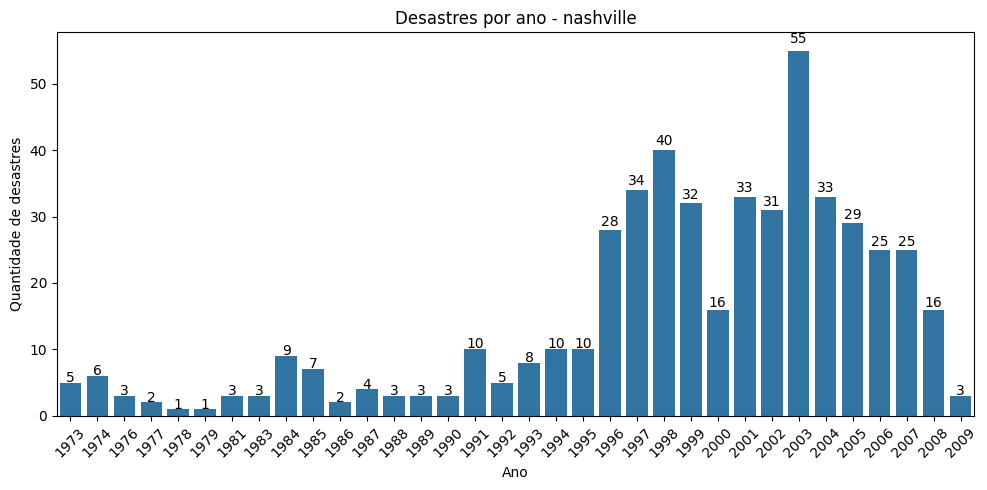 Desastres por ano - nashville
Quantidade de desastres
50
40
30
20
10
0
5 6 3 2 1 1 3 3 9 7 2 4 3 3 3 10 5 8 10 10 28 34 40 32 16 33 31 55 33 29 25 25 16 3
1973 1974 1976 1977 1978 1979 1981 1983 1984 1985 1986 1987 1988 1989 1990 1991 1992 1993 1994 1995 1996 1997 1998 1999 2000 2001 2002 2003 2004 2005 2006 2007 2008 2009
Ano